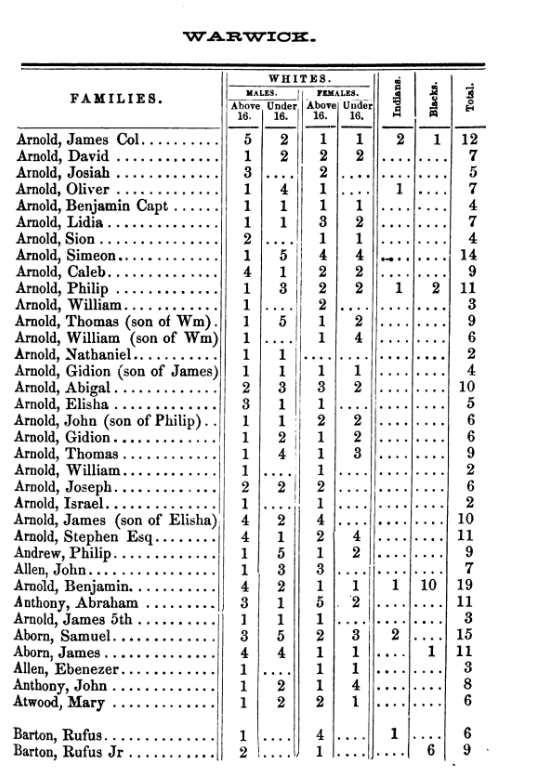 WARWICK.
FAMILIES. WHITES. Indians. Blacks. Total.
MALES. FEMALES.
Above 16. Under 16. Above 16. Under 16.
Arnold, James Col.......... 5 2 1 1 2 1 12
Arnold, David ............. 1 2 2 2 .... .... 7
Arnold, Josiah ............ 3 .... 2 .... .... .... 5
Arnold, Oliver ............ 1 4 1 .... 1 .... 7
Arnold, Benjamin Capt ...... 1 1 1 1 .... .... 4
Arnold, Lidia ............. 1 1 3 2 .... .... 7
Arnold, Sion .............. 2 .... 1 1 .... .... 4
Arnold, Simeon............. 1 5 4 4 .... .... 14
Arnold, Caleb.............. 4 1 2 2 .... .... 9
Arnold, Philip ............ 1 3 2 2 1 2 11
Arnold, William............ 1 .... 2 .... .... .... 3
Arnold, Thomas (son of Wm). 1 5 1 2 .... .... 9
Arnold, William (son of Wm) 1 .... 1 4 .... .... 6
Arnold, Nathaniel.......... 1 1 .... .... .... .... 2
Arnold, Gidion (son of James) 1 1 1 1 .... .... 4
Arnold, Abigal ............ 2 3 3 2 .... .... 10
Arnold, Elisha ............ 3 1 1 .... .... .... 5
Arnold, John (son of Philip).. 1 1 2 2 .... .... 6
Arnold, Gidion............. 1 2 1 2 .... .... 6
Arnold, Thomas ............ 1 4 1 3 .... .... 9
Arnold, William............ 1 .... 1 .... .... .... 2
Arnold, Joseph............. 2 2 2 .... .... .... 6
Arnold, Israel............. 1 .... 1 .... .... .... 2
Arnold, James (son of Elisha) 4 2 4 .... .... .... 10
Arnold, Stephen Esq........ 4 1 2 4 .... .... 11
Andrew, Philip............. 1 5 1 2 .... .... 9
Allen, John................ 1 3 3 .... .... .... 7
Arnold, Benjamin........... 4 2 1 1 1 10 19
Anthony, Abraham ......... 3 1 5 2 .... .... 11
Arnold, James 5th ......... 1 1 1 .... .... .... 3
Aborn, Samuel.............. 3 5 2 3 2 .... 15
Aborn, James .............. 4 4 1 1 .... 1 11
Allen, Ebenezer............ 1 .... 1 1 .... .... 3
Anthony, John ............. 1 2 1 4 .... .... 8
Atwood, Mary .............. 1 2 2 1 .... .... 6
Barton, Rufus.............. 1 .... 4 .... 1 .... 6
Barton, Rufus Jr .......... 2 .... 1 .... .... 6 9